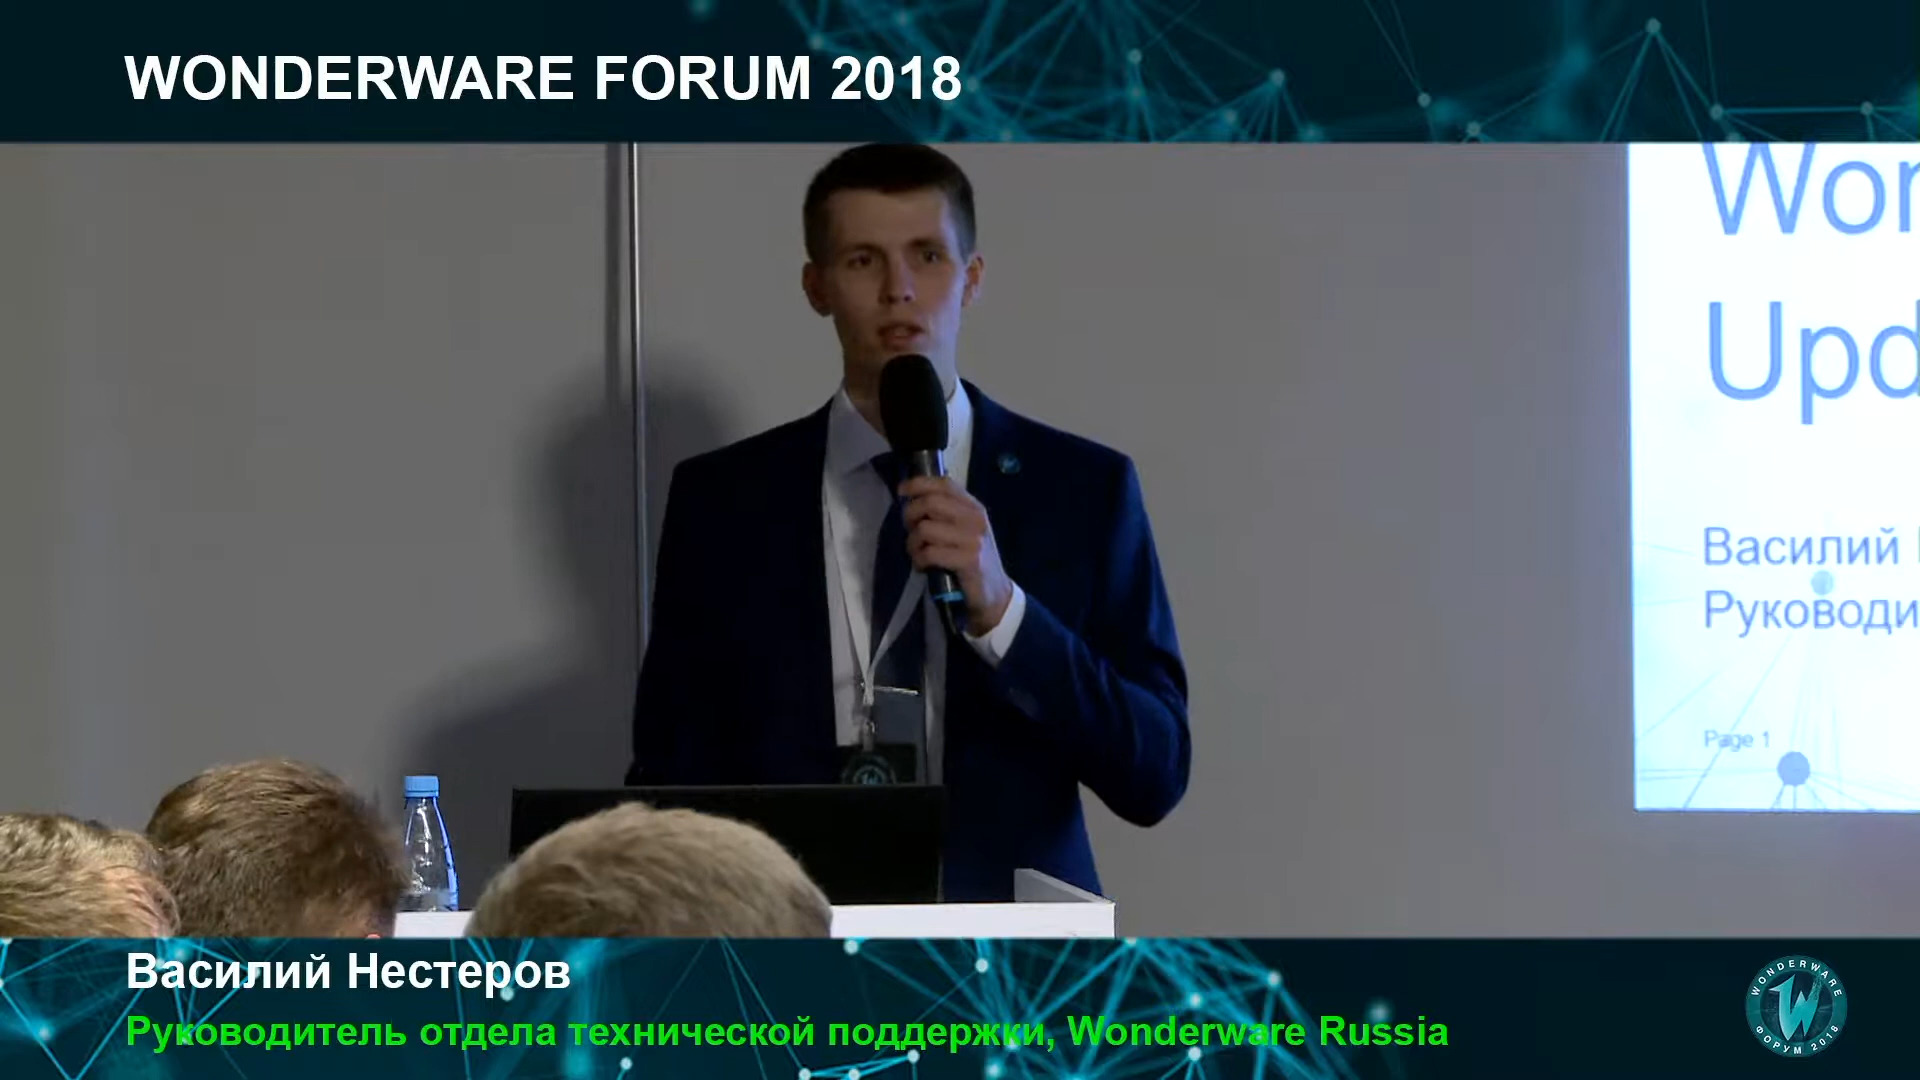 WONDERWARE FORUM 2018
Wor
Upd
Василий
Руководи
Page 1
Василий Нестеров
Руководитель отдела технической поддержки, Wonderware Russia
WONDERWARE
W
ФОРУМ 2018